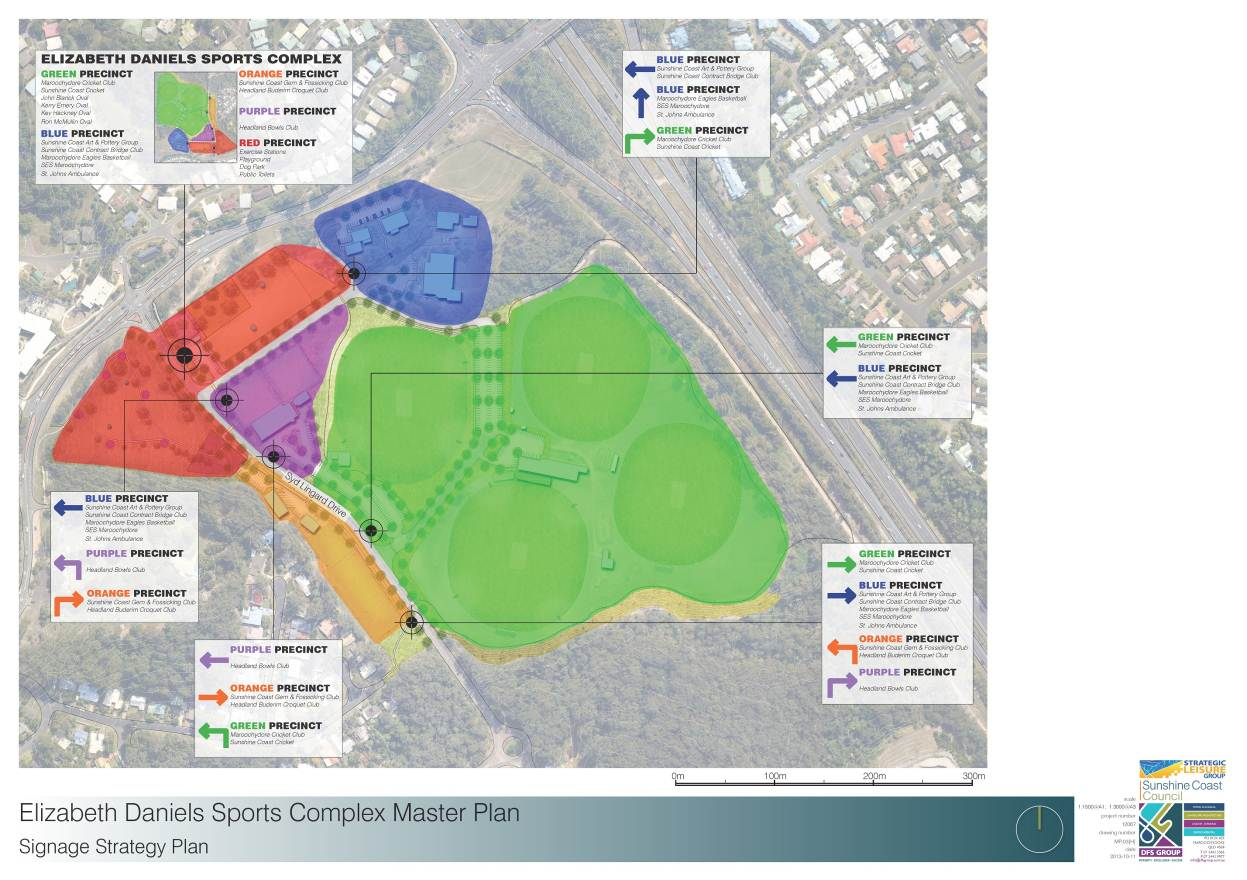 ELIZABETH DANIELS SPORTS COMPLEX
GREEN PRECINCT
Maroochydore Cricket Club
Sunshine Coast Cricket
John Blanck Oval
Kerry Emery Oval
Kev Hackney Oval
Ron McMullin Oval
BLUE PRECINCT
Sunshine Coast Art & Pottery Group
Sunshine Coast Contract Bridge Club
Maroochydore Eagles Basketball
SES Maroochydore
St. Johns Ambulance
ORANGE PRECINCT
Sunshine Coast Gem & Fossicking Club
Headland Buderim Croquet Club
PURPLE PRECINCT
Headland Bowls Club
RED PRECINCT
Exercise Stations
Playground
Dog Park
Public Toilets
BLUE PRECINCT
Sunshine Coast Art & Pottery Group
Sunshine Coast Contract Bridge Club
BLUE PRECINCT
Maroochydore Eagles Basketball
SES Maroochydore
St. Johns Ambulance
GREEN PRECINCT
Maroochydore Cricket Club
Sunshine Coast Cricket
GREEN PRECINCT
Maroochydore Cricket Club
Sunshine Coast Cricket
BLUE PRECINCT
Sunshine Coast Art & Pottery Group
Sunshine Coast Contract Bridge Club
Maroochydore Eagles Basketball
SES Maroochydore
St. Johns Ambulance
Syd Lingard Drive
BLUE PRECINCT
Sunshine Coast Art & Pottery Group
Sunshine Coast Contract Bridge Club
Maroochydore Eagles Basketball
SES Maroochydore
St. Johns Ambulance
PURPLE PRECINCT
Headland Bowls Club
ORANGE PRECINCT
Sunshine Coast Gem & Fossicking Club
Headland Buderim Croquet Club
GREEN PRECINCT
Maroochydore Cricket Club
Sunshine Coast Cricket
BLUE PRECINCT
Sunshine Coast Art & Pottery Group
Sunshine Coast Contract Bridge Club
Maroochydore Eagles Basketball
SES Maroochydore
St. Johns Ambulance
ORANGE PRECINCT
Sunshine Coast Gem & Fossicking Club
Headland Buderim Croquet Club
PURPLE PRECINCT
Headland Bowls Club
PURPLE PRECINCT
Headland Bowls Club
ORANGE PRECINCT
Sunshine Coast Gem & Fossicking Club
Headland Buderim Croquet Club
GREEN PRECINCT
Maroochydore Cricket Club
Sunshine Coast Cricket
0m 100m 200m 300m
Elizabeth Daniels Sports Complex Master Plan
Signage Strategy Plan
scale
project number
drawing number
date
2013-10-11
STRATEGIC
LEISURE
GROUP
Sunshine Coast
Council
DFS GROUP